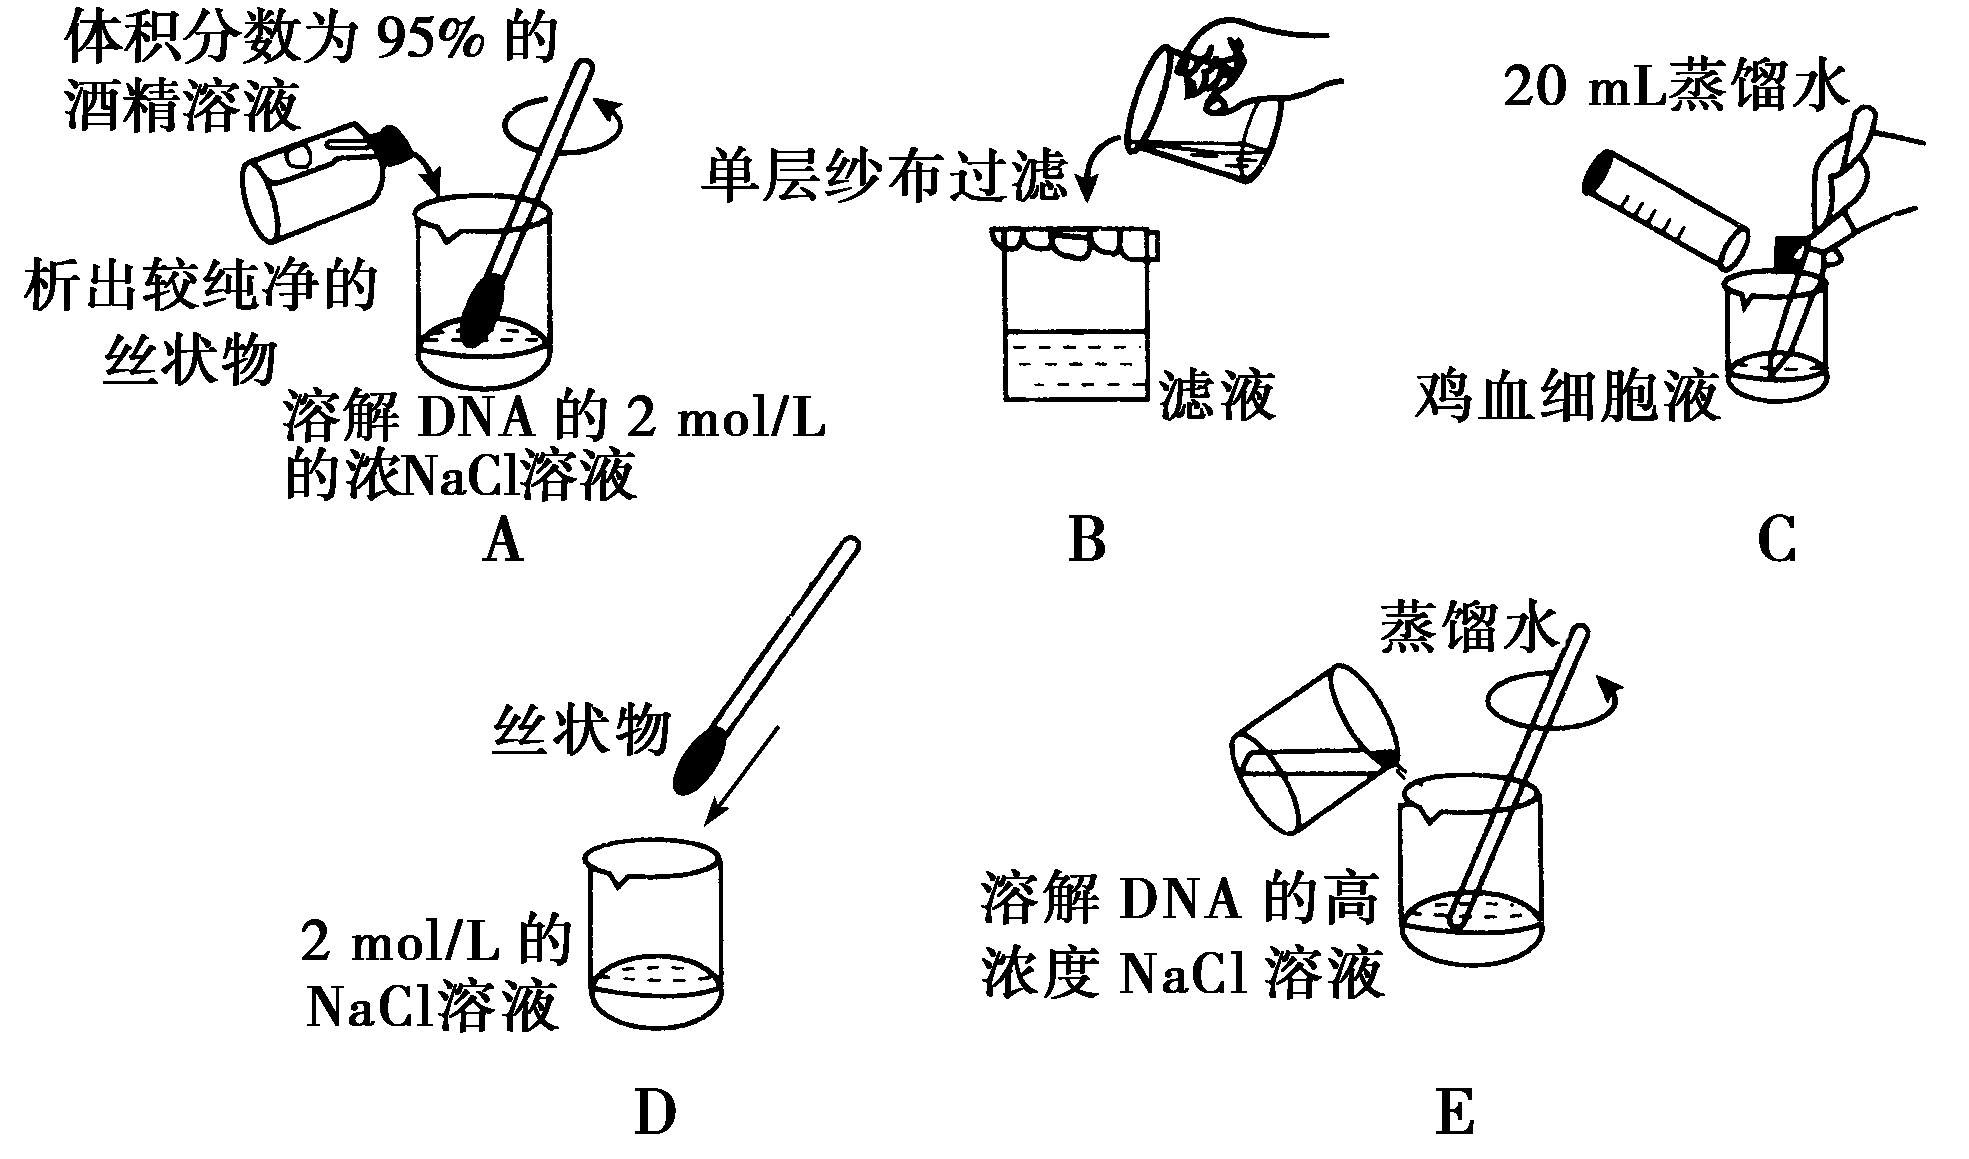 体积分数为 95% 的
酒精溶液
析出较纯净的
丝状物
溶解 DNA 的 2 mol/L
的浓NaCl溶液
A
单层纱布过滤
滤液
B
20 mL蒸馏水
鸡血细胞液
C
丝状物
2 mol/L 的
NaCl溶液
D
蒸馏水
溶解 DNA 的高
浓度 NaCl 溶液
E